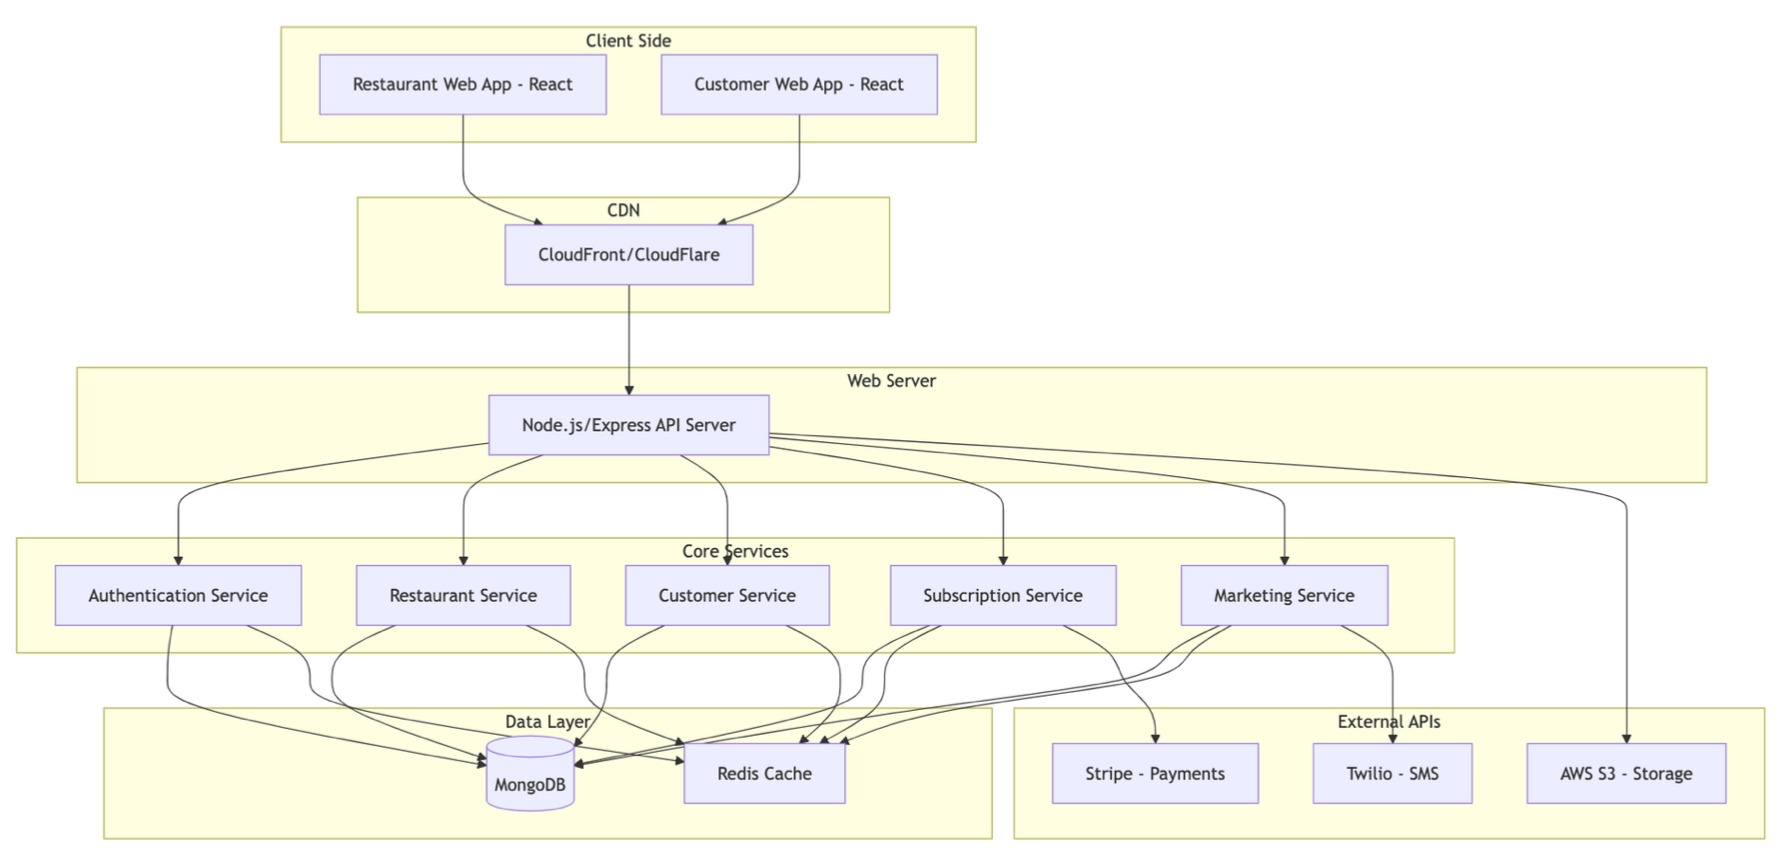 Client Side
Restaurant Web App - React
Customer Web App - React
CDN
CloudFront/CloudFlare
Web Server
Node.js/Express API Server
Core Services
Authentication Service
Restaurant Service
Customer Service
Subscription Service
Marketing Service
Data Layer
MongoDB
Redis Cache
External APIs
Stripe - Payments
Twilio - SMS
AWS S3 - Storage